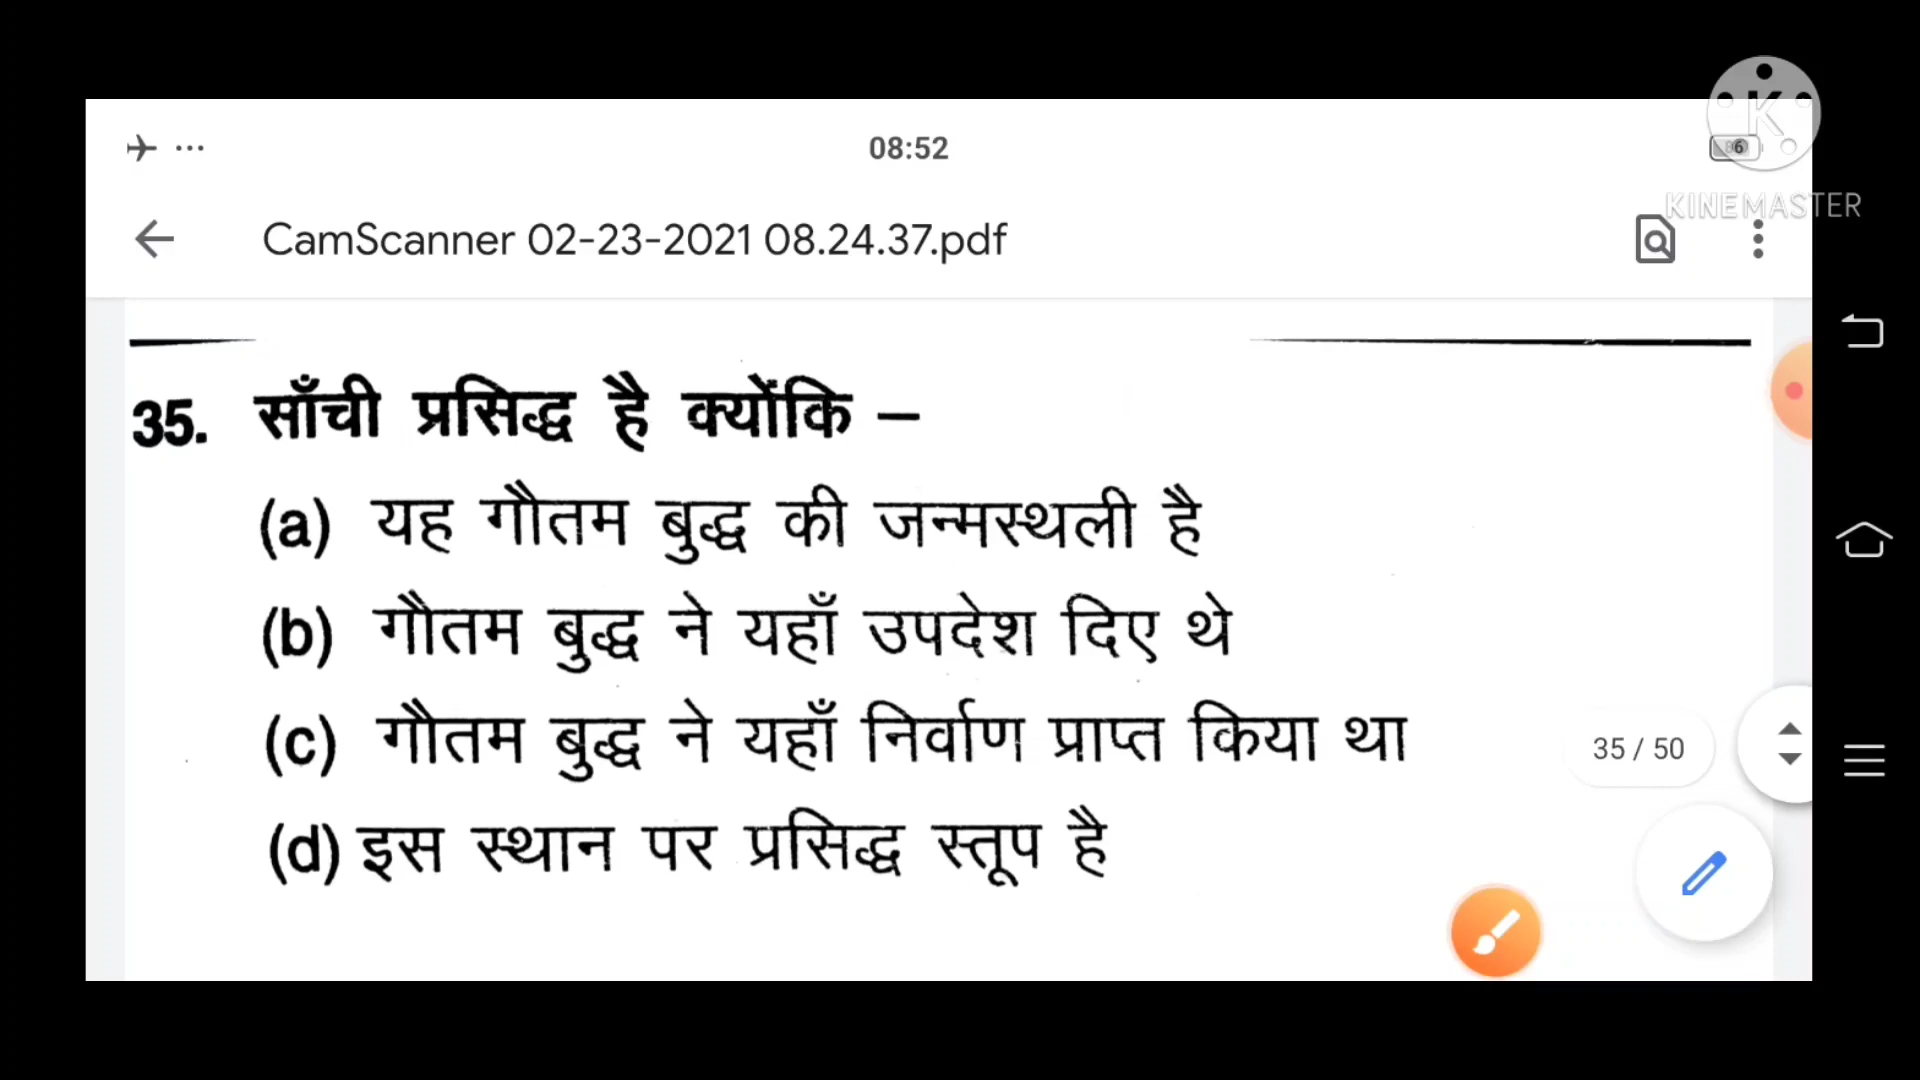 K
08:52
KINEMASTER
CamScanner 02-23-2021 08.24.37.pdf
35. साँची प्रसिद्ध है क्योंकि –
(a) यह गौतम बुद्ध की जन्मस्थली है
(b) गौतम बुद्ध ने यहाँ उपदेश दिए थे
(c) गौतम बुद्ध ने यहाँ निर्वाण प्राप्त किया था
35 / 50
(d) इस स्थान पर प्रसिद्ध स्तूप है